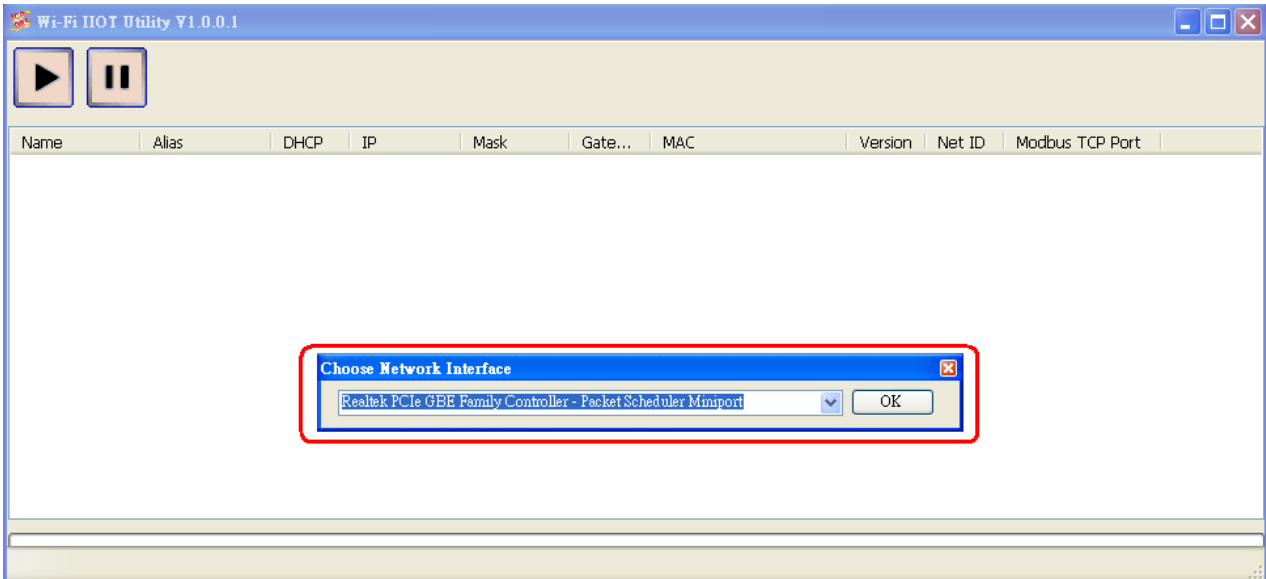 Wi-Fi IIOT Utility V1.0.0.1
Name Alias DHCP IP Mask Gate... MAC Version Net ID Modbus TCP Port
Choose Network Interface
Realtek PCIe GBE Family Controller - Packet Scheduler Miniport OK